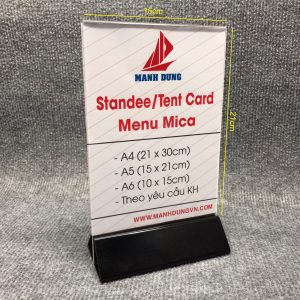 15cm
21cm
MANH DUNG
Standee/Tent Card
Menu Mica
- A4 (21 x 30cm)
- A5 (15 x 21cm)
- A6 (10 x 15cm)
- Theo yêu cầu KH
WWW.MANHDUNGVN.COM